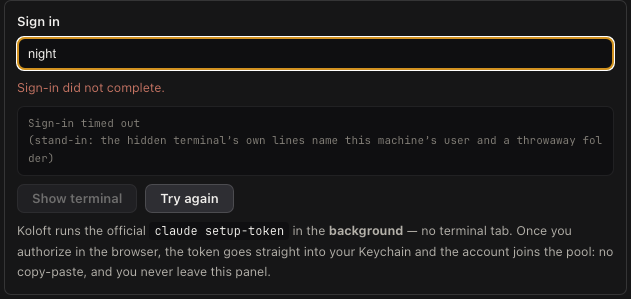 Sign in
night
Sign-in did not complete.
Sign-in timed out
(stand-in: the hidden terminal's own lines name this machine's user and a throwaway fol
der)
Show terminal Try again
Koloft runs the official claude setup-token in the background — no terminal tab. Once you
authorize in the browser, the token goes straight into your Keychain and the account joins the pool: no
copy-paste, and you never leave this panel.